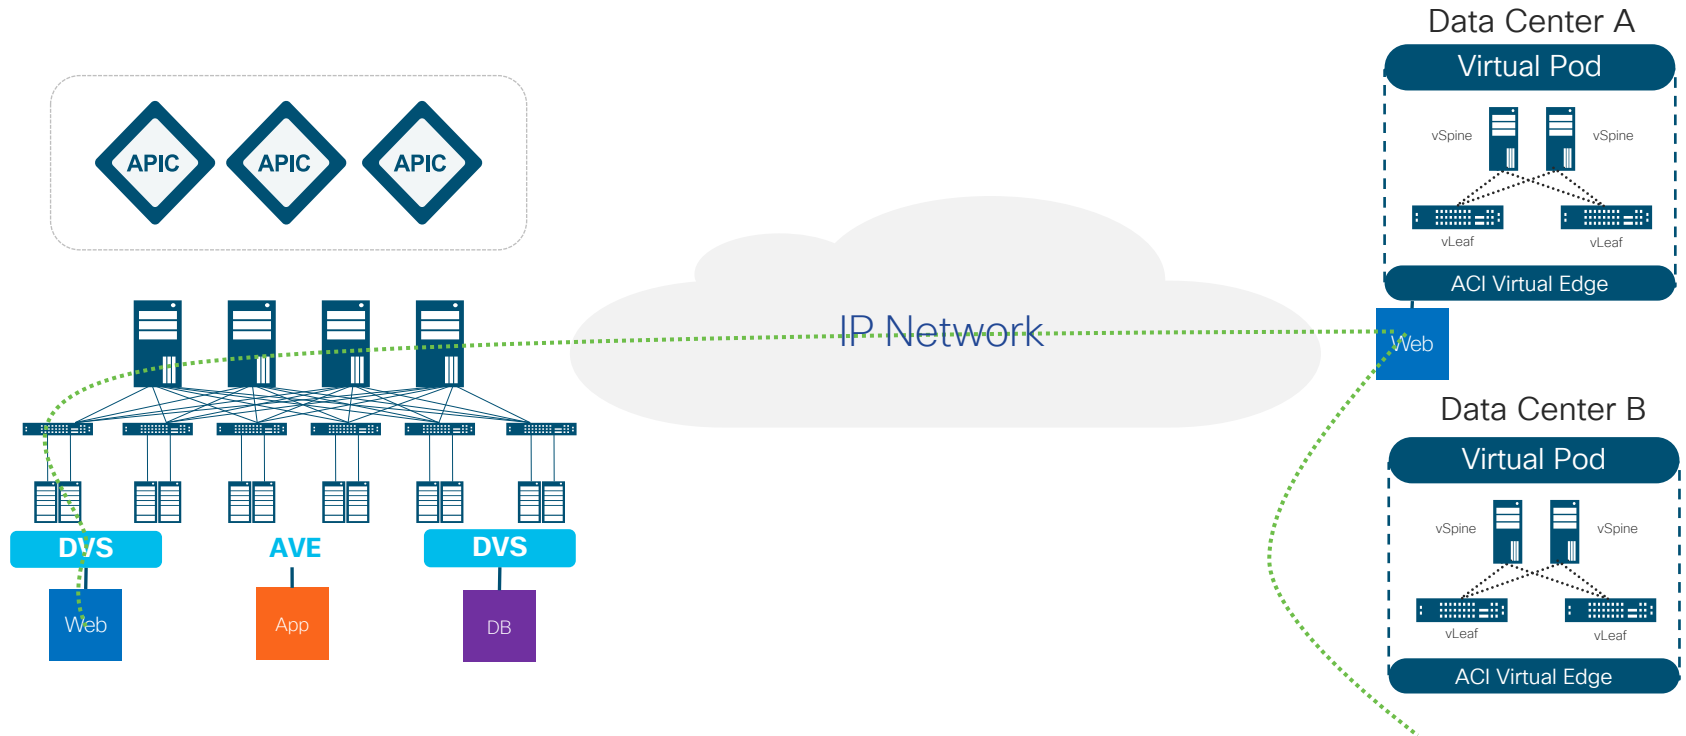 Data Center A
Virtual Pod
vSpine
vSpine
vLeaf
vLeaf
ACI Virtual Edge
Web
APIC
APIC
APIC
IP Network
DVS
AVE
DVS
Web
App
DB
Data Center B
Virtual Pod
vSpine
vSpine
vLeaf
vLeaf
ACI Virtual Edge